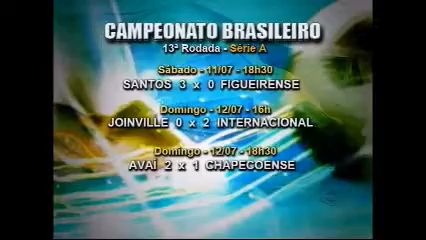 CAMPEONATO BRASILEIRO
13ª Rodada - Série A
Sábado - 11/07 - 18h30
SANTOS 3 x 0 FIGUEIRENSE
Domingo - 12/07 - 16h
JOINVILLE 0 x 2 INTERNACIONAL
Domingo - 12/07 - 18h30
AVAÍ 2 x 1 CHAPECOENSE